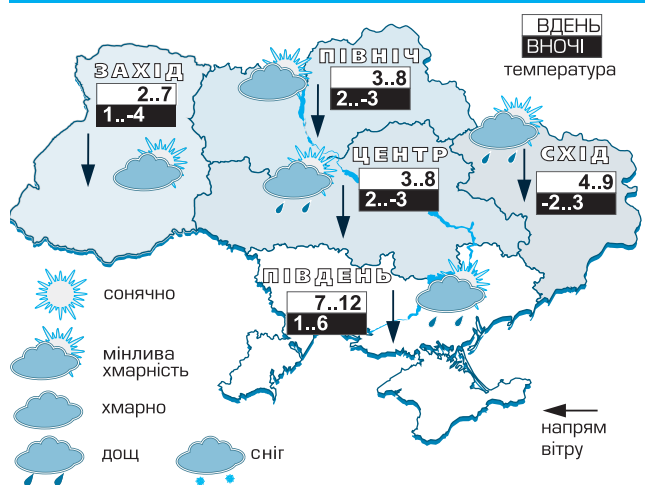 ВДЕНЬ
ВНОЧІ
температура
ЗАХІД
2..7
1..-4
ПІВНІЧ
3..8
2..-3
ЦЕНТР
3..8
2..-3
СХІД
4..9
-2..3
ПІВДЕНЬ
7..12
1..6
сонячно
мінлива
хмарність
хмарно
дощ
сніг
напрям
вітру